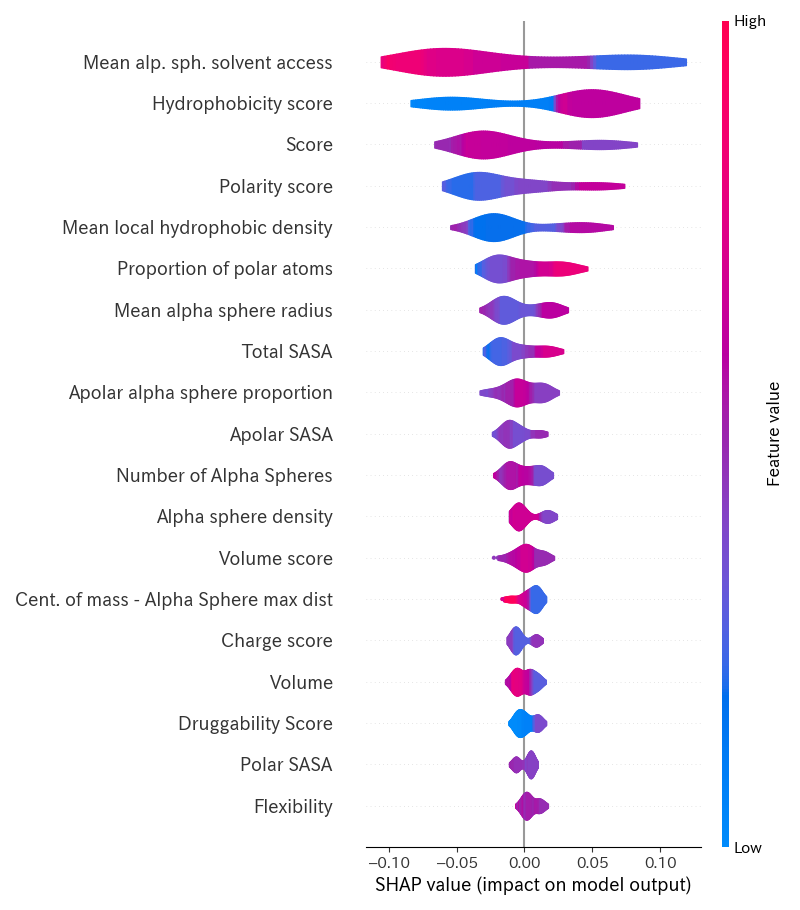 High
Mean alp. sph. solvent access
Hydrophobicity score
Score
Polarity score
Mean local hydrophobic density
Proportion of polar atoms
Mean alpha sphere radius
Total SASA
Apolar alpha sphere proportion
Apolar SASA
Number of Alpha Spheres
Alpha sphere density
Volume score
Cent. of mass - Alpha Sphere max dist
Charge score
Volume
Druggability Score
Polar SASA
Flexibility
Feature value
Low
−0.10 −0.05 0.00 0.05 0.10
SHAP value (impact on model output)